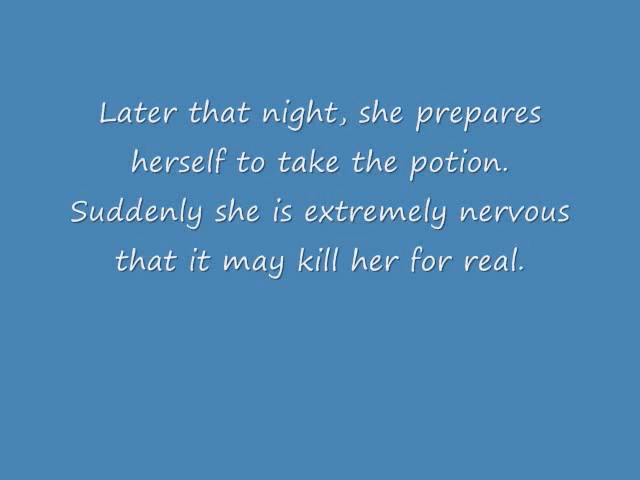 Later that night, she prepares
herself to take the potion.
Suddenly she is extremely nervous
that it may kill her for real.